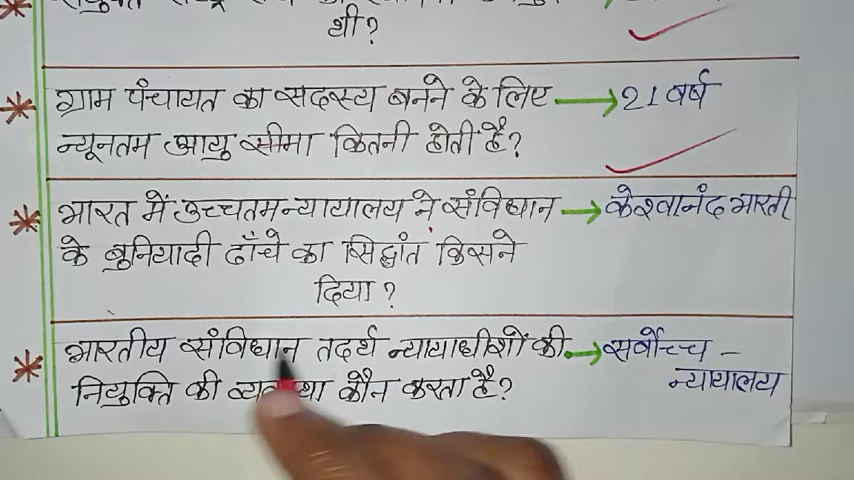 थी?
ग्राम पंचायत का सदस्य बनने के लिए → 21 वर्ष
न्यूनतम आयु सीमा कितनी होती है?
भारत में उच्चतम न्यायालय ने संविधान → केश्वानंद भारती
के बुनियादी ढाँचे का सिद्धांत किसने
दिया?
भारतीय संविधान तदर्थ न्यायाधीशों की → सर्वोच्च -
नियुक्ति की व्यवस्था कौन करता है? न्यायालय